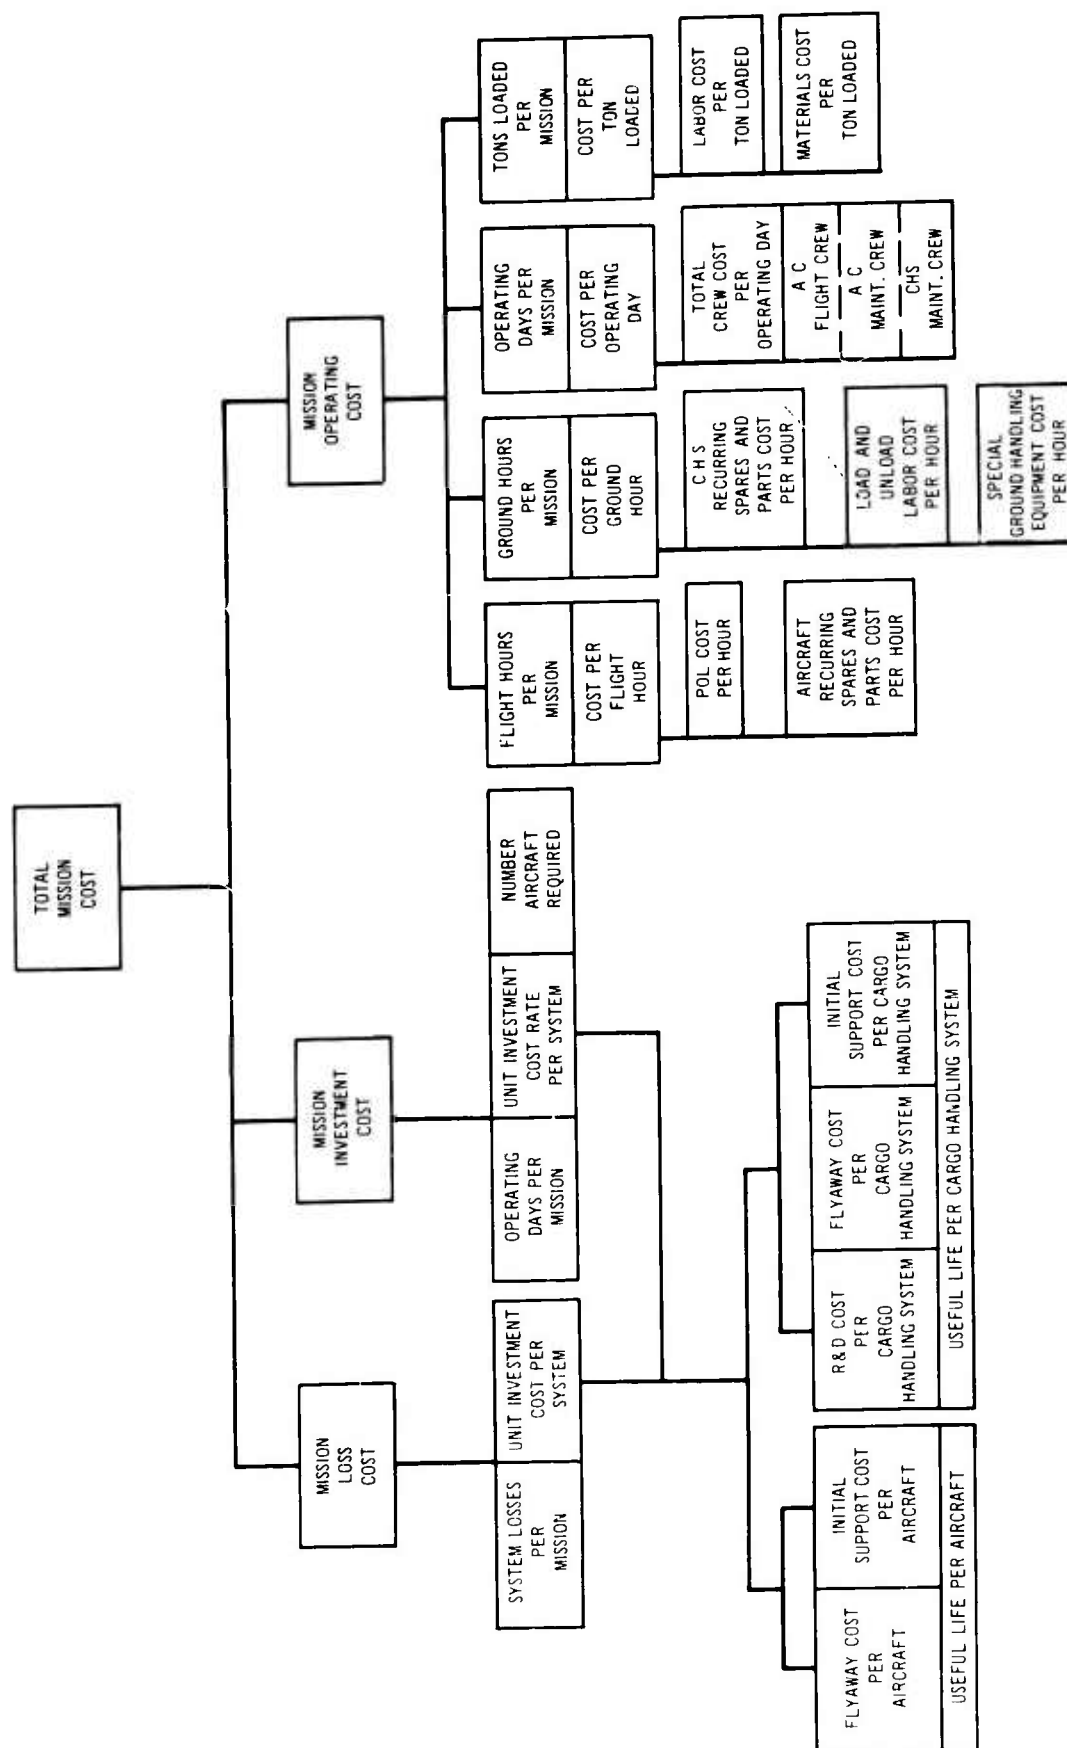 TOTAL
MISSION
COST
MISSION
LOSS
COST
MISSION
INVESTMENT
COST
MISSION
OPERATING
COST
SYSTEM LOSSES
PER
MISSION
UNIT INVESTMENT
COST PER
SYSTEM
OPERATING
DAYS PER
MISSION
UNIT INVESTMENT
COST RATE
PER SYSTEM
NUMBER
AIRCRAFT
REQUIRED
FLIGHT HOURS
PER
MISSION
COST PER
FLIGHT
HOUR
GROUND HOURS
PER
MISSION
COST PER
GROUND
HOUR
OPERATING
DAYS PER
MISSION
COST PER
OPERATING
DAY
TONS LOADED
PER
MISSION
COST PER
TON
LOADED
POL COST
PER HOUR
AIRCRAFT
RECURRING
SPARES AND
PARTS COST
PER HOUR
C H S
RECURRING
SPARES AND
PARTS COST
PER HOUR
LOAD AND
UNLOAD
LABOR COST
PER HOUR
SPECIAL
GROUND HANDLING
EQUIPMENT COST
PER HOUR
TOTAL
CREW COST
PER
OPERATING DAY
A C
FLIGHT CREW
A C
MAINT. CREW
CHS
MAINT. CREW
LABOR COST
PER
TON LOADED
MATERIALS COST
PER
TON LOADED
FLYAWAY COST
PER
AIRCRAFT
INITIAL
SUPPORT COST
PER
AIRCRAFT
USEFUL LIFE PER AIRCRAFT
R&D COST
PER
CARGO
HANDLING SYSTEM
FLYAWAY COST
PER
CARGO
HANDLING SYSTEM
INITIAL
SUPPORT COST
PER CARGO
HANDLING SYSTEM
USEFUL LIFE PER CARGO HANDLING SYSTEM